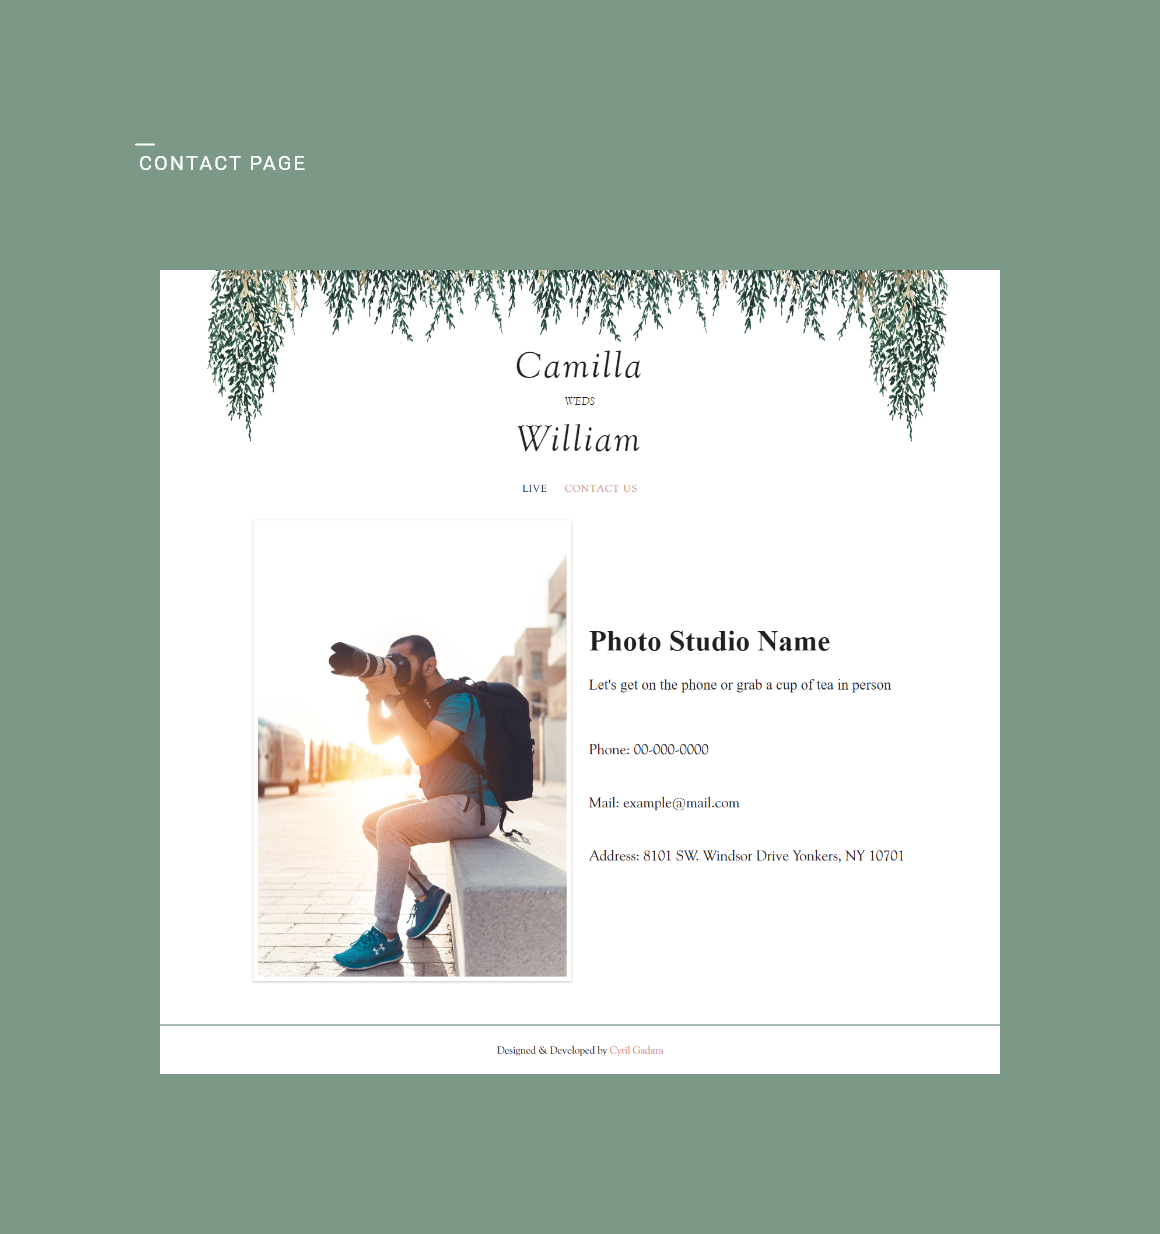 CONTACT PAGE
Camilla
WEDS
William
LIVE CONTACT US
Photo Studio Name
Let's get on the phone or grab a cup of tea in person
Phone: 00-000-0000
Mail: example@mail.com
Address: 8101 SW. Windsor Drive Yonkers, NY 10701
Designed & Developed by Cyril Gadara